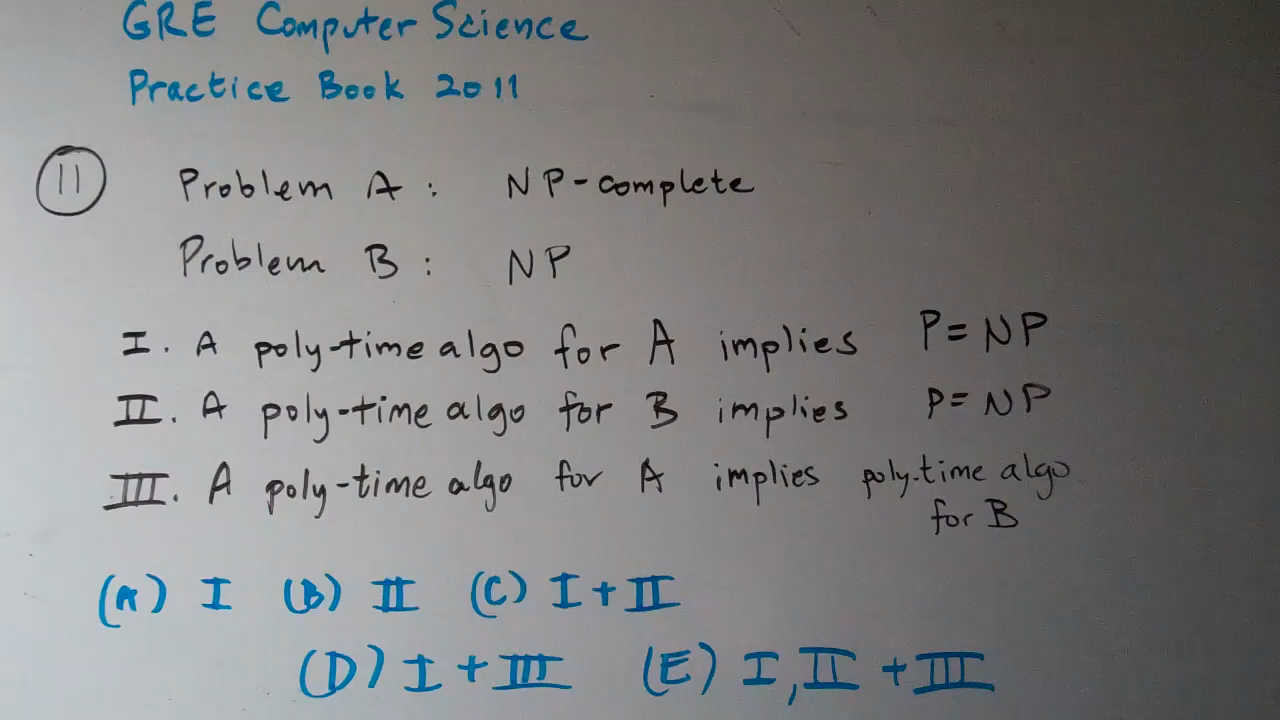 GRE Computer Science
Practice Book 2011
11 Problem A: NP-complete
Problem B: NP
I. A poly-time algo for A implies P=NP
II. A poly-time algo for B implies P=NP
III. A poly-time algo for A implies poly-time algo
for B
(A) I (B) II (C) I+II
(D) I+III (E) I,II+III